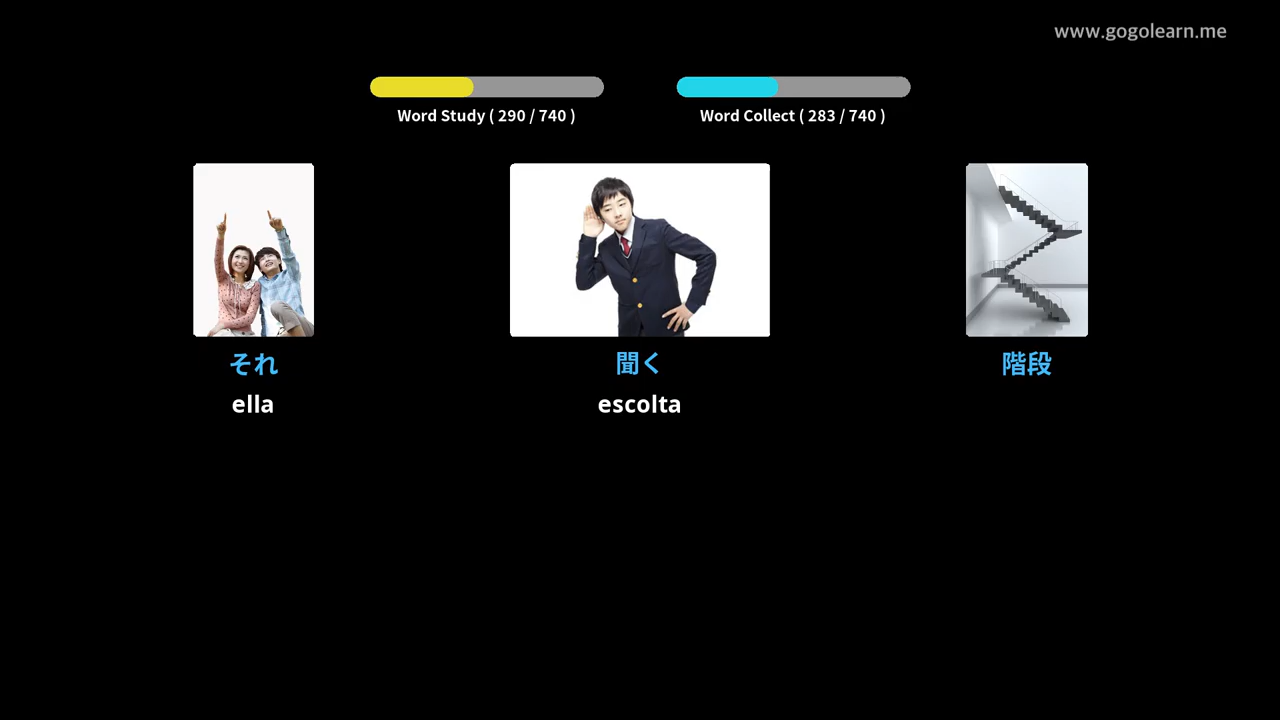 www.gogolearn.me
Word Study ( 290 / 740 )
Word Collect ( 283 / 740 )
それ
聞く
階段
ella
escolta